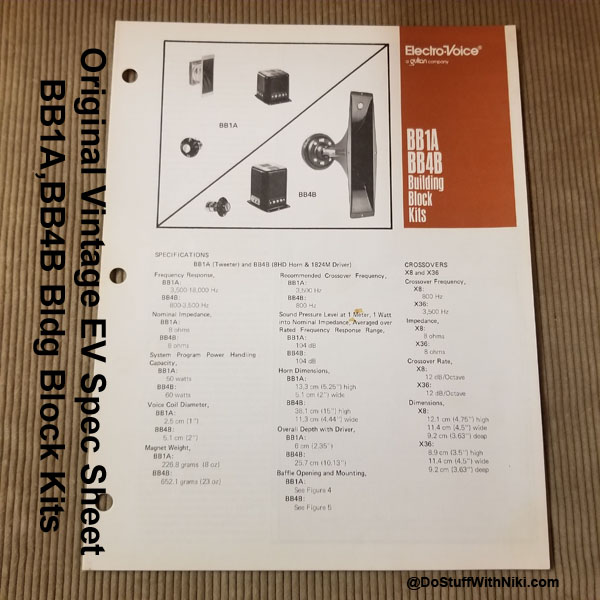 Original Vintage EV Spec Sheet
BB1A,BB4B Bldg Block Kits
Electro-Voice®
a gulton company
BB1A
BB4B
Building
Block
Kits
BB1A
BB4B
SPECIFICATIONS
BB1A (Tweeter) and BB4B (8HD Horn & 1824M Driver)
Frequency Response,
BB1A:
3,500-18,000 Hz
BB4B:
800-3,500 Hz
Nominal Impedance,
BB1A:
8 ohms
BB4B:
8 ohms
System Program Power Handling
Capacity,
BB1A:
50 watts
BB4B:
60 watts
Voice Coil Diameter,
BB1A:
2.5 cm (1")
BB4B:
5.1 cm (2")
Magnet Weight,
BB1A:
226.8 grams (8 oz)
BB4B:
652.1 grams (23 oz)
Recommended Crossover Frequency,
BB1A:
3,500 Hz
BB4B:
800 Hz
Sound Pressure Level at 1 Meter, 1 Watt
into Nominal Impedance, Averaged over
Rated Frequency Response Range,
BB1A:
104 dB
BB4B:
104 dB
Horn Dimensions,
BB1A:
13.3 cm (5.25") high
5.1 cm (2") wide
BB4B:
38.1 cm (15") high
11.3 cm (4.44") wide
Overall Depth with Driver,
BB1A:
6 cm (2.35")
BB4B:
25.7 cm (10.13")
Baffle Opening and Mounting,
BB1A:
See Figure 4
BB4B:
See Figure 5
CROSSOVERS
X8 and X36
Crossover Frequency,
X8:
800 Hz
X36:
3,500 Hz
Impedance,
X8:
8 ohms
X36:
8 ohms
Crossover Rate,
X8:
12 dB/Octave
X36:
12 dB/Octave
Dimensions,
X8:
12.1 cm (4.75") high
11.4 cm (4.5") wide
9.2 cm (3.63") deep
X36:
8.9 cm (3.5") high
11.4 cm (4.5") wide
9.2 cm (3.63") deep
@DoStuffWithNiki.com